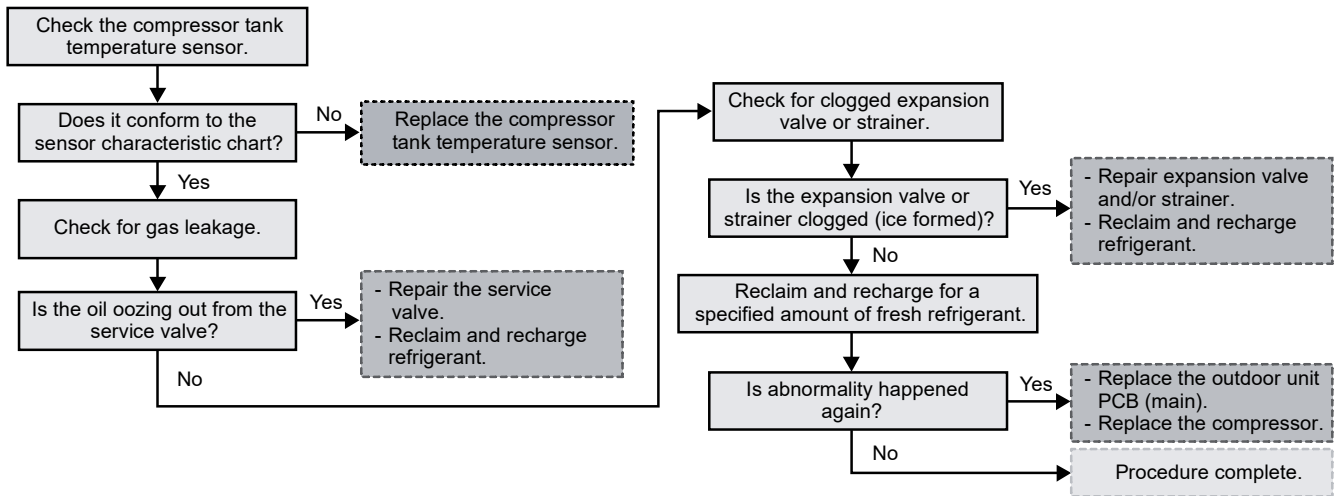 Check the compressor tank
temperature sensor.
Does it conform to the
sensor characteristic chart?
No
Replace the compressor
tank temperature sensor.
Yes
Check for gas leakage.
Is the oil oozing out from the
service valve?
Yes
- Repair the service
valve.
- Reclaim and recharge
refrigerant.
No
Check for clogged expansion
valve or strainer.
Is the expansion valve or
strainer clogged (ice formed)?
Yes
- Repair expansion valve
and/or strainer.
- Reclaim and recharge
refrigerant.
No
Reclaim and recharge for a
specified amount of fresh refrigerant.
Is abnormality happened
again?
Yes
- Replace the outdoor unit
PCB (main).
- Replace the compressor.
No
Procedure complete.